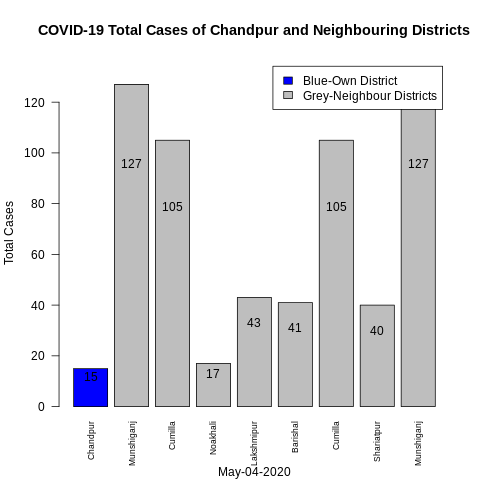 COVID-19 Total Cases of Chandpur and Neighbouring Districts
Blue-Own District
Grey-Neighbour Districts
Total Cases
120
100
80
60
40
20
0
15
127
105
17
43
41
105
40
127
Chandpur
Munshiganj
Cumilla
Noakhali
Lakshmipur
Barishal
Cumilla
Shariatpur
Munshiganj
May-04-2020